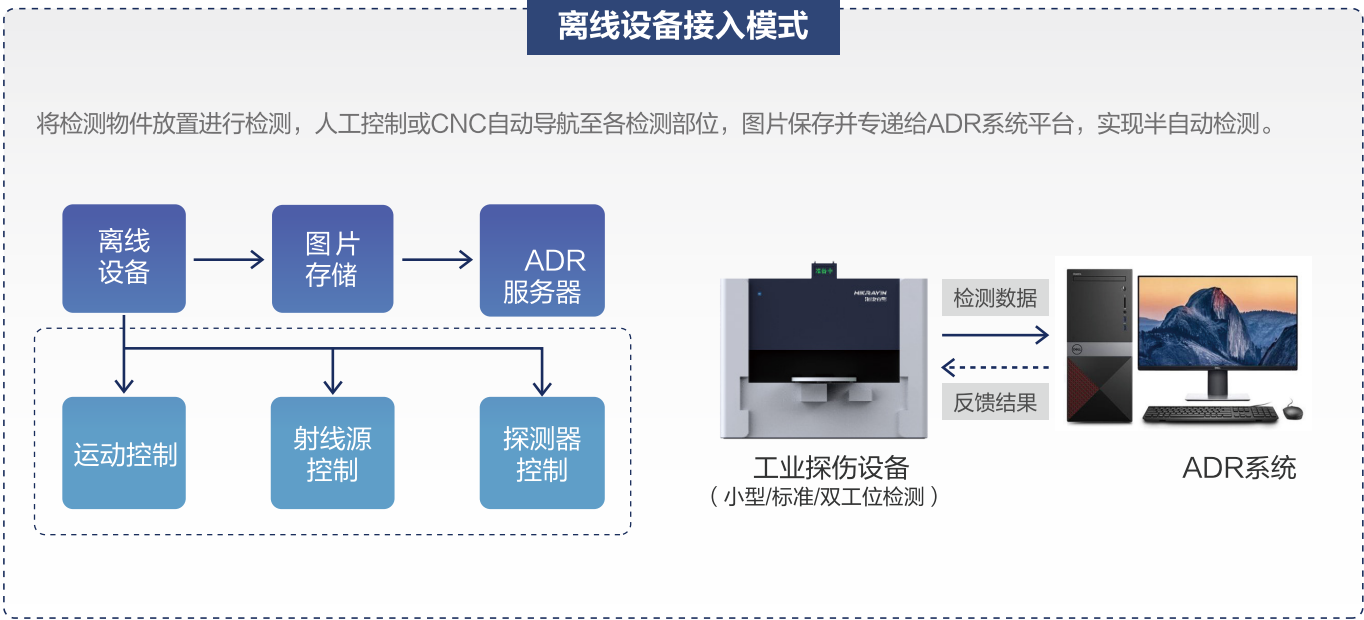 离线设备接入模式
将检测物件放置进行检测，人工控制或CNC自动导航至各检测部位，图片保存并专递给ADR系统平台，实现半自动检测。
离线
设备
图片
存储
ADR
服务器
运动控制
射线源
控制
探测器
控制
HIKRAYIN
检测数据
反馈结果
工业探伤设备
（小型/标准/双工位检测）
DELL
ADR系统